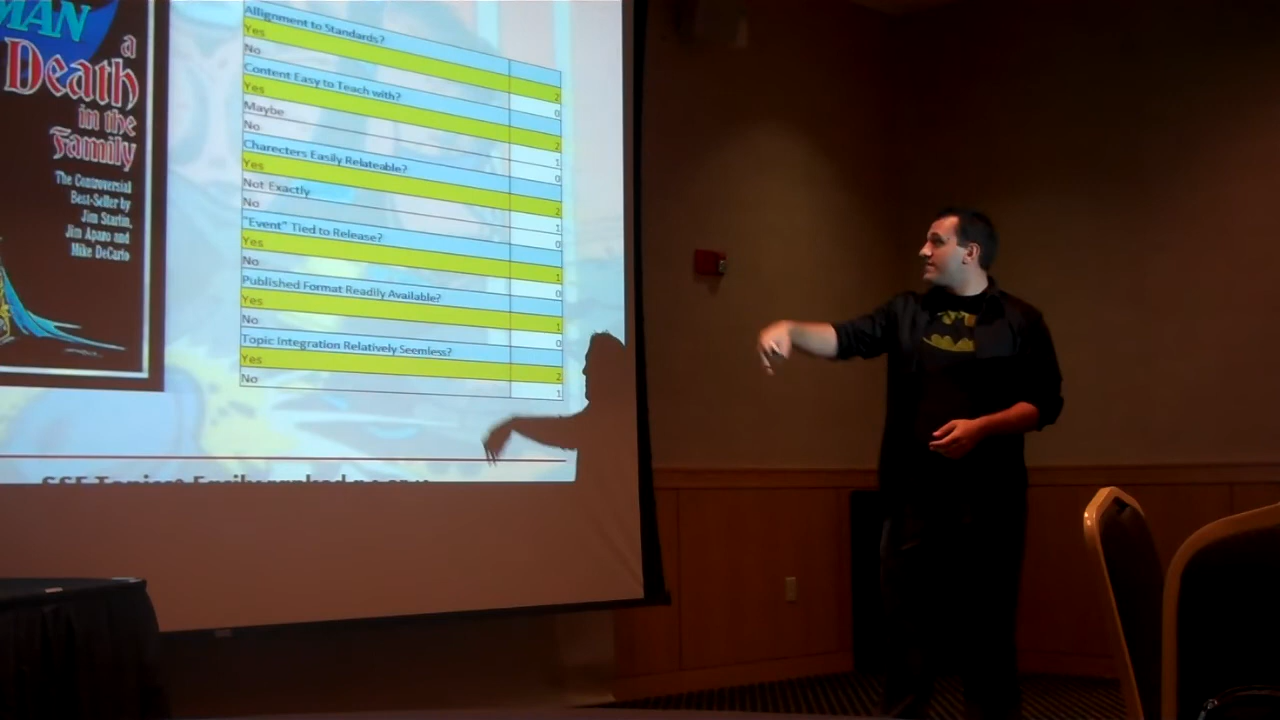 MAN
a
Death
in the
Family
The Controversial
Best-Seller by
Jim Starlin,
Jim Aparo and
Mike DeCarlo
Allignment to Standards?
Yes 2
No 0
Content Easy to Teach with?
Yes 2
Maybe 1
No 0
Charecters Easily Relateable?
Yes 2
Not Exactly 1
No 0
"Event" Tied to Release?
Yes 1
No 0
Published Format Readily Available?
Yes 1
No 0
Topic Integration Relatively Seemless?
Yes 2
No 1